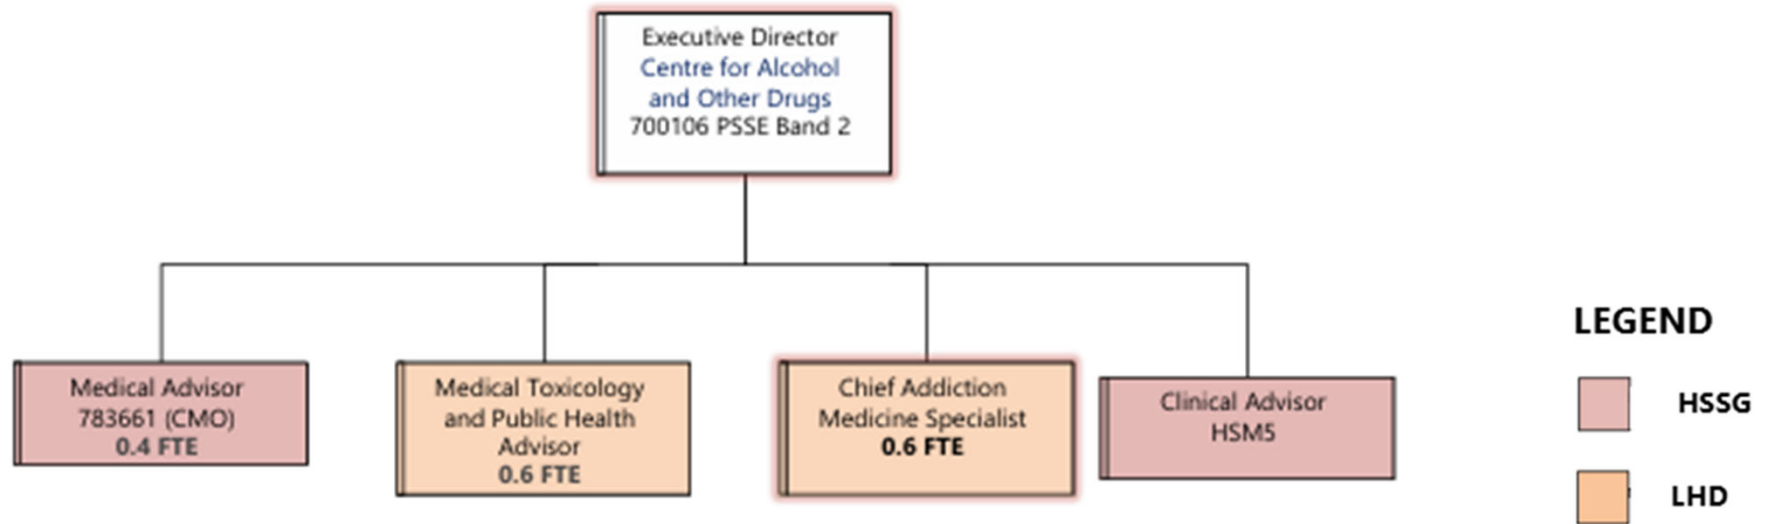 Executive Director
Centre for Alcohol
and Other Drugs
700106 PSSE Band 2
Medical Advisor
783661 (CMO)
0.4 FTE
Medical Toxicology
and Public Health
Advisor
0.6 FTE
Chief Addiction
Medicine Specialist
0.6 FTE
Clinical Advisor
HSM5
LEGEND
HSSG
LHD